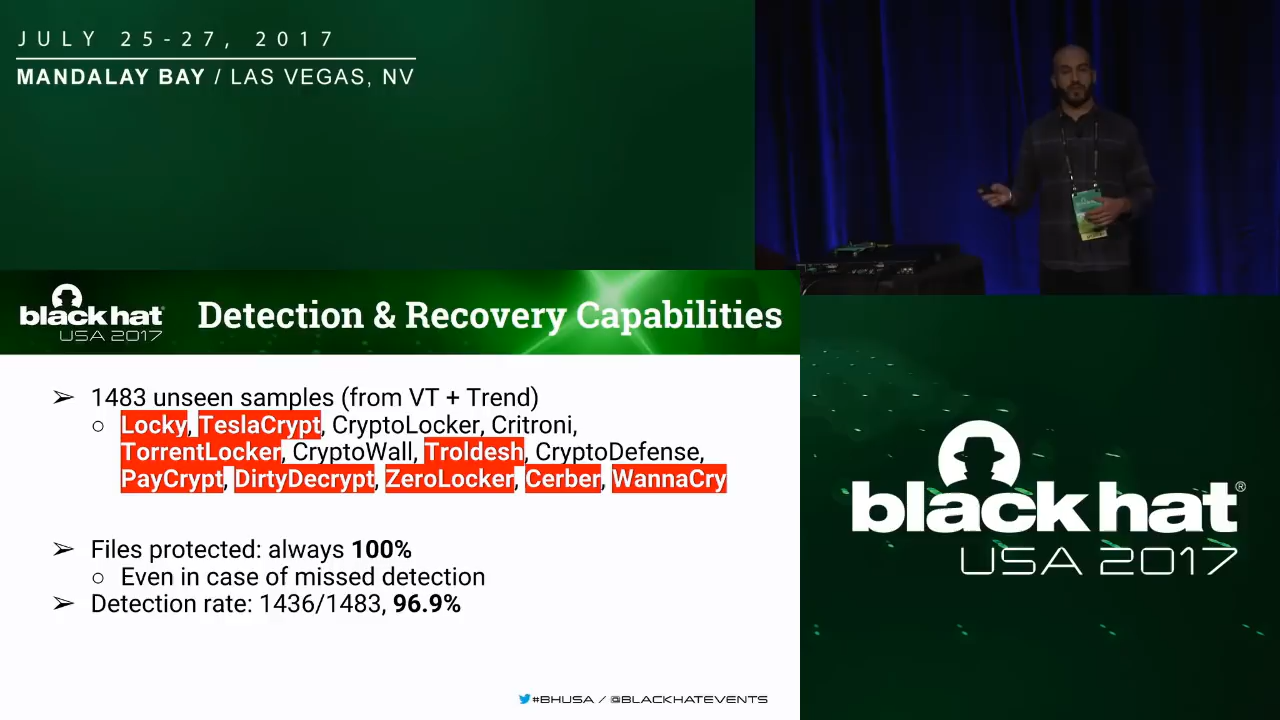 JULY 25-27, 2017
MANDALAY BAY / LAS VEGAS, NV
black hat
USA 2017
Detection & Recovery Capabilities
➢ 1483 unseen samples (from VT + Trend)
○ Locky, TeslaCrypt, CryptoLocker, Critroni,
TorrentLocker, CryptoWall, Troldesh, CryptoDefense,
PayCrypt, DirtyDecrypt, ZeroLocker, Cerber, WannaCry
➢ Files protected: always 100%
○ Even in case of missed detection
➢ Detection rate: 1436/1483, 96.9%
#BHUSA / @BLACKHATEVENTS
black hat®
USA 2017